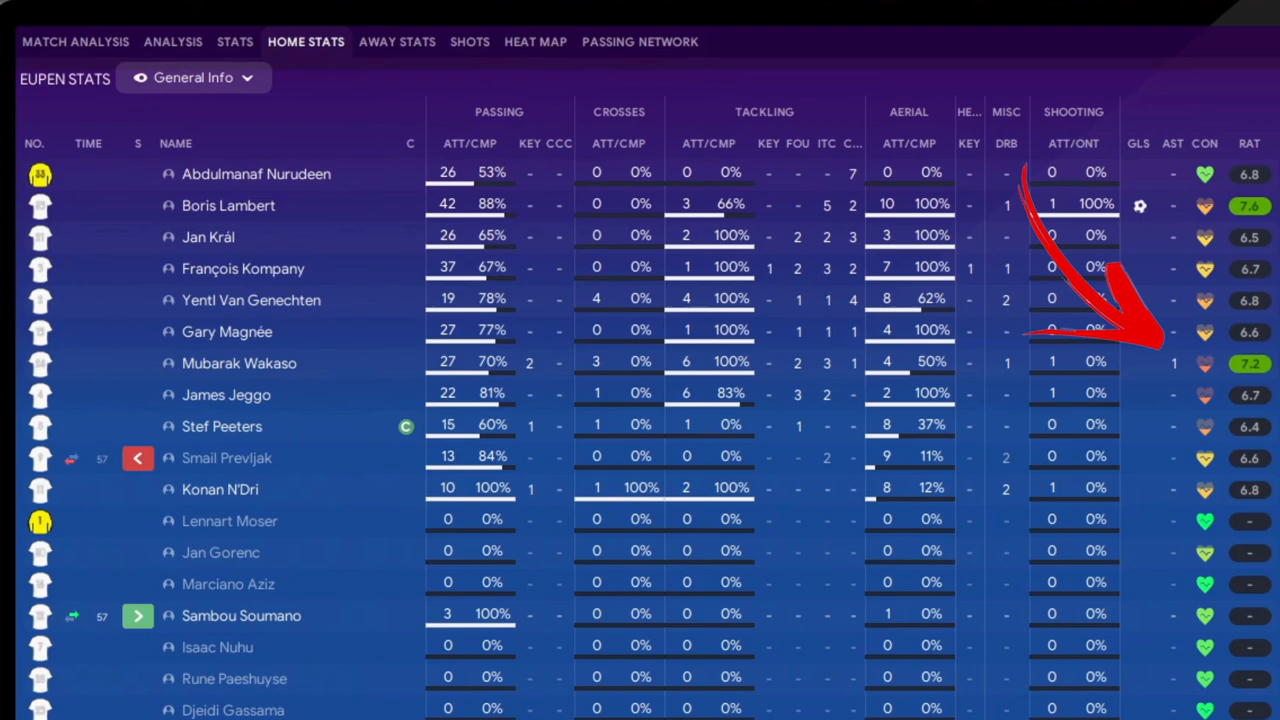 MATCH ANALYSIS ANALYSIS STATS HOME STATS AWAY STATS SHOTS HEAT MAP PASSING NETWORK
EUPEN STATS General Info
PASSING CROSSES TACKLING AERIAL HE... MISC SHOOTING
NO. TIME S NAME C ATT/CMP KEY CCC ATT/CMP ATT/CMP KEY FOU ITC C... ATT/CMP KEY DRB ATT/ONT GLS AST CON RAT
Abdulmanaf Nurudeen 26 53% - - 0 0% 0 0% - - - 7 0 0% - - 0 0% - 6.8
Boris Lambert 42 88% - - 0 0% 3 66% - - 5 2 10 100% - 1 1 100% - 7.6
Jan Král 26 65% - - 0 0% 2 100% - 2 2 3 3 100% - - 0 0% - 6.5
François Kompany 37 67% - - 0 0% 1 100% 1 2 3 2 7 100% 1 1 0 0% 6.7
Yentl Van Genechten 19 78% - - 4 0% 4 100% - 1 1 4 8 62% - 2 0 0% 6.8
Gary Magnée 27 77% - - 0 0% 1 100% - 1 1 1 4 100% - - 0 0% - 6.6
Mubarak Wakaso 27 70% 2 - 3 0% 6 100% - 2 3 1 4 50% - 1 1 0% 1 7.2
James Jeggo 22 81% - - 1 0% 6 83% - 3 2 - 2 100% - - 1 0% - 6.7
Stef Peeters C 15 60% 1 - 1 0% 1 0% - 1 - - 8 37% - - 0 0% - 6.4
57 < Smail Prevljak 13 84% - - 0 0% 0 0% - - 2 - 9 11% - 2 0 0% - 6.6
Konan N'Dri 10 100% 1 - 1 100% 2 100% - - - - 8 12% - 2 1 0% - 6.8
1 Lennart Moser 0 0% - - 0 0% 0 0% - - - - 0 0% - - 0 0% - -
Jan Gorenc 0 0% - - 0 0% 0 0% - - - - 0 0% - - 0 0% - -
Marciano Aziz 0 0% - - 0 0% 0 0% - - - - 0 0% - - 0 0% - -
57 > Sambou Soumano 3 100% - - 0 0% 0 0% - - - - 1 0% - - 0 0% - -
Isaac Nuhu 0 0% - - 0 0% 0 0% - - - - 0 0% - - 0 0% - -
Rune Paeshuyse 0 0% - - 0 0% 0 0% - - - - 0 0% - - 0 0% - -
Djeidi Gassama 0 0% - - 0 0% 0 0% - - - - 0 0% - - 0 0% - -